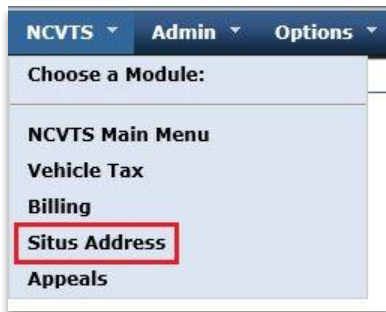 NCVTS Admin Options
Choose a Module:
NCVTS Main Menu
Vehicle Tax
Billing
Situs Address
Appeals